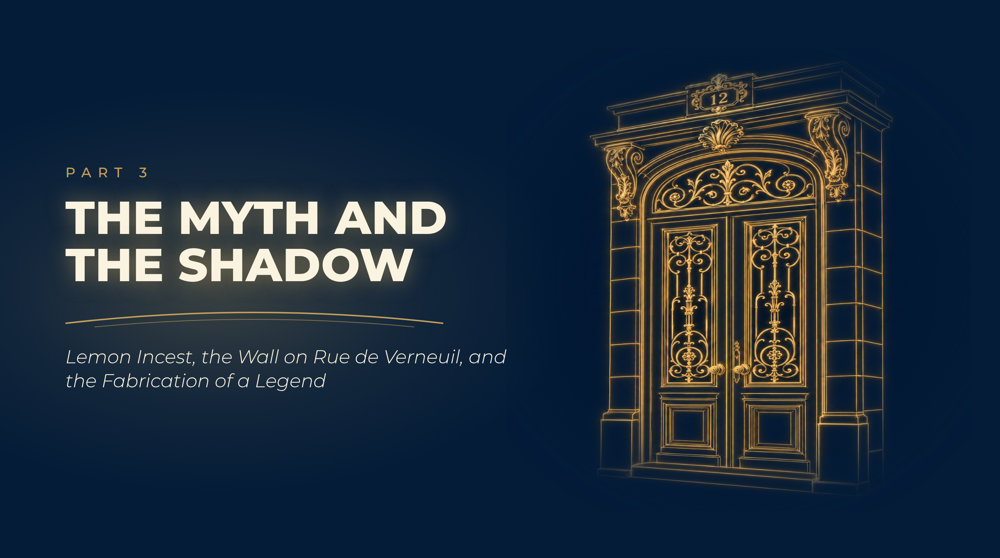 PART 3
THE MYTH AND
THE SHADOW
Lemon Incest, the Wall on Rue de Verneuil, and
the Fabrication of a Legend
12